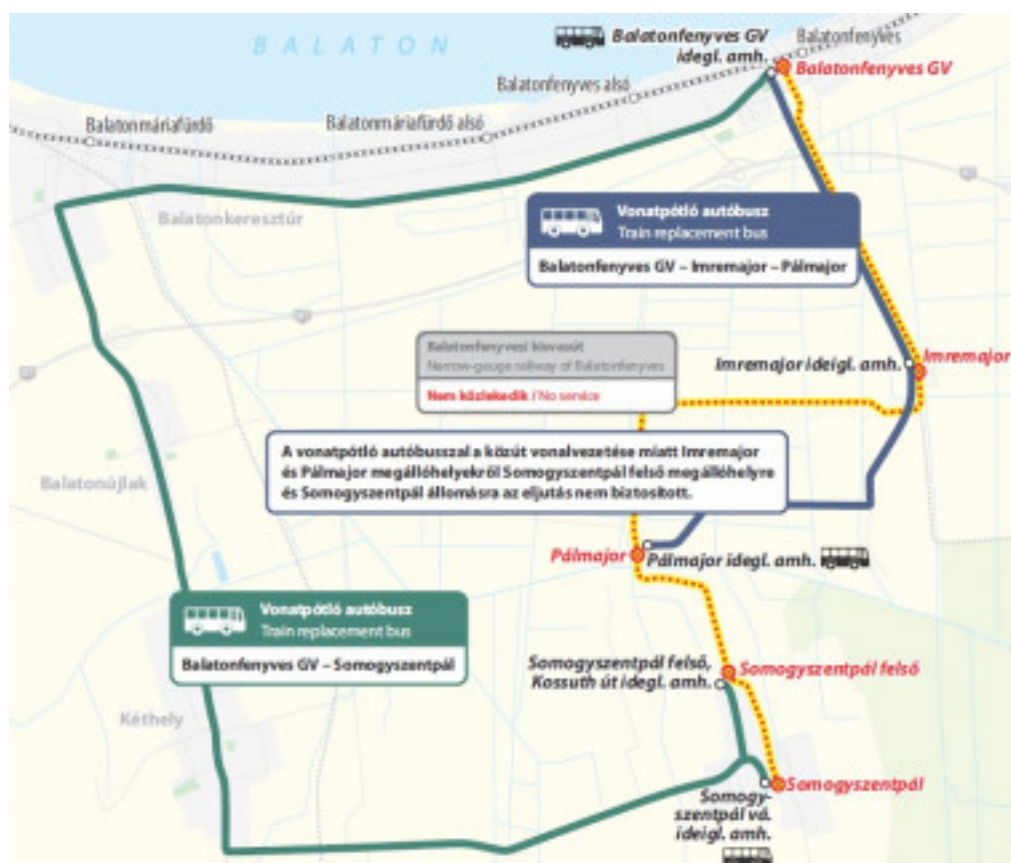 BALATON
Balatonfenyves GV
idegl. amh.
Balatonfenyves
Balatonfenyves GV
Balatonfenyves alsó
Balatonmáriafürdő
Balatonmáriafürdő alsó
Balatonkeresztúr
Vonatpótló autóbusz
Train replacement bus
Balatonfenyves GV – Imremajor – Pálmajor
Balatonfenyvesi kisvasút
Narrow-gauge railway of Balatonfenyves
Nem közlekedik / No service
Imremajor ideigl. amh.
Imremajor
A vonatpótló autóbusszal a közút vonalvezetése miatt Imremajor
és Pálmajor megállóhelyekről Somogyszentpál felső megállóhelyre
és Somogyszentpál állomásra az eljutás nem biztosított.
Balatonújlak
Pálmajor
Pálmajor idegl. amh.
Vonatpótló autóbusz
Train replacement bus
Balatonfenyves GV – Somogyszentpál
Somogyszentpál felső,
Kossuth út idegl. amh.
Somogyszentpál felső
Kéthely
Somogyszentpál
Somogy-
szentpál vá.
ideigl. amh.